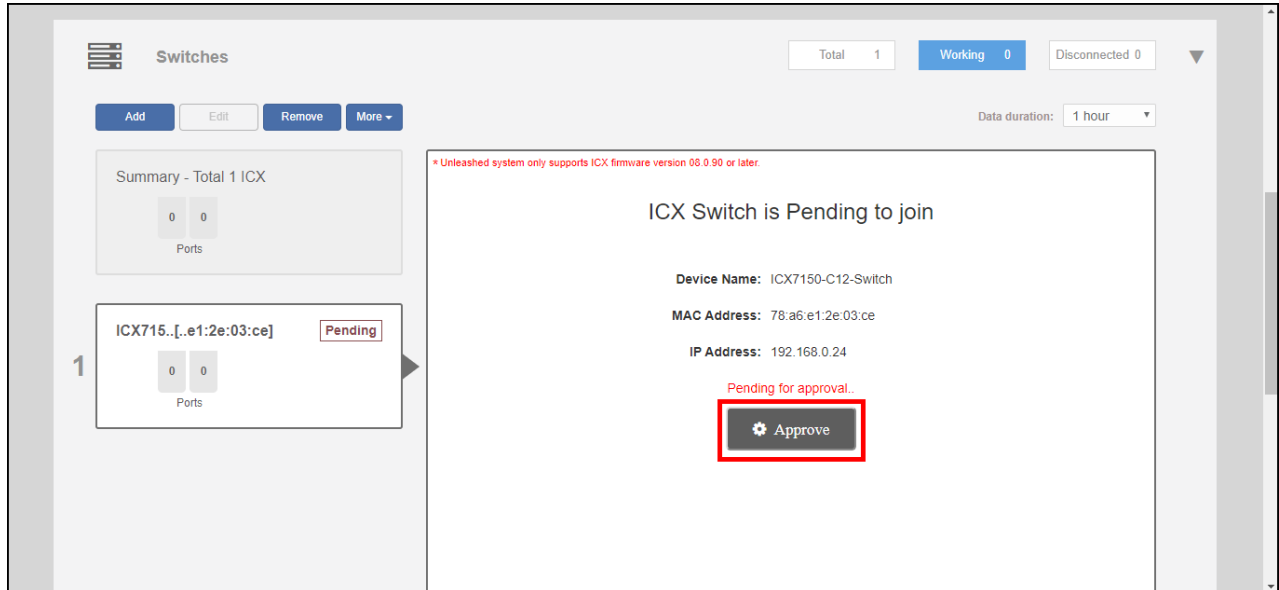 Switches
Total 1
Working 0
Disconnected 0
Add
Edit
Remove
More
Data duration: 1 hour
Summary - Total 1 ICX
0 0
Ports
1
ICX715..[..e1:2e:03:ce]
Pending
0 0
Ports
* Unleashed system only supports ICX firmware version 08.0.90 or later.
ICX Switch is Pending to join
Device Name: ICX7150-C12-Switch
MAC Address: 78:a6:e1:2e:03:ce
IP Address: 192.168.0.24
Pending for approval..
Approve